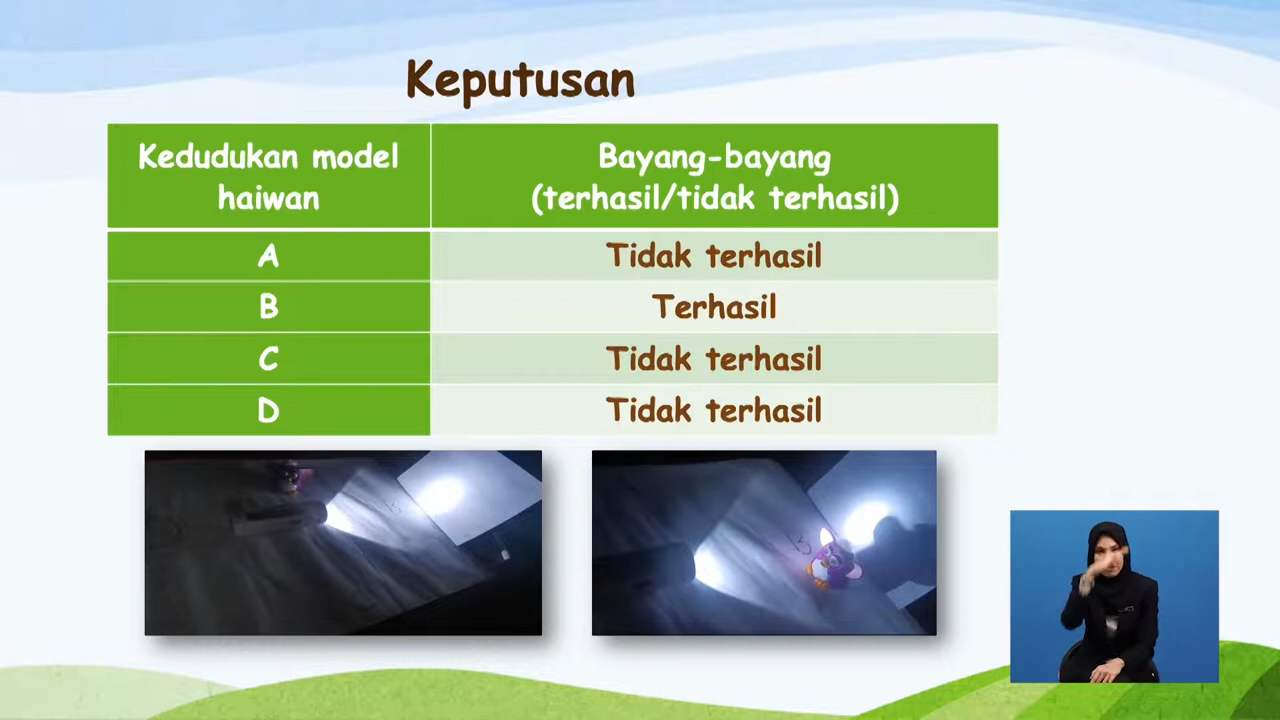 Keputusan
Kedudukan model
haiwan
Bayang-bayang
(terhasil/tidak terhasil)
A
Tidak terhasil
B
Terhasil
C
Tidak terhasil
D
Tidak terhasil